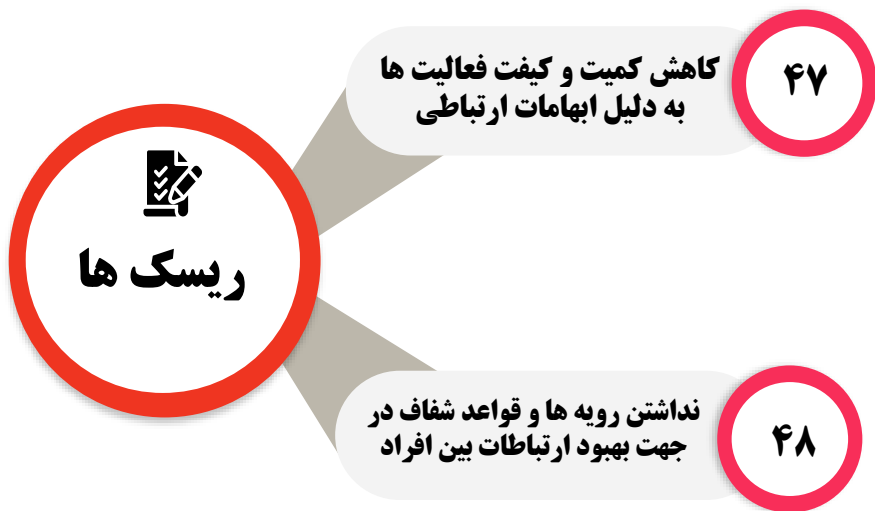 ۴۷
کاهش کمیت و کیفت فعالیت ها
به دلیل ابهامات ارتباطی
ریسک ها
۴۸
نداشتن رویه ها و قواعد شفاف در
جهت بهبود ارتباطات بین افراد